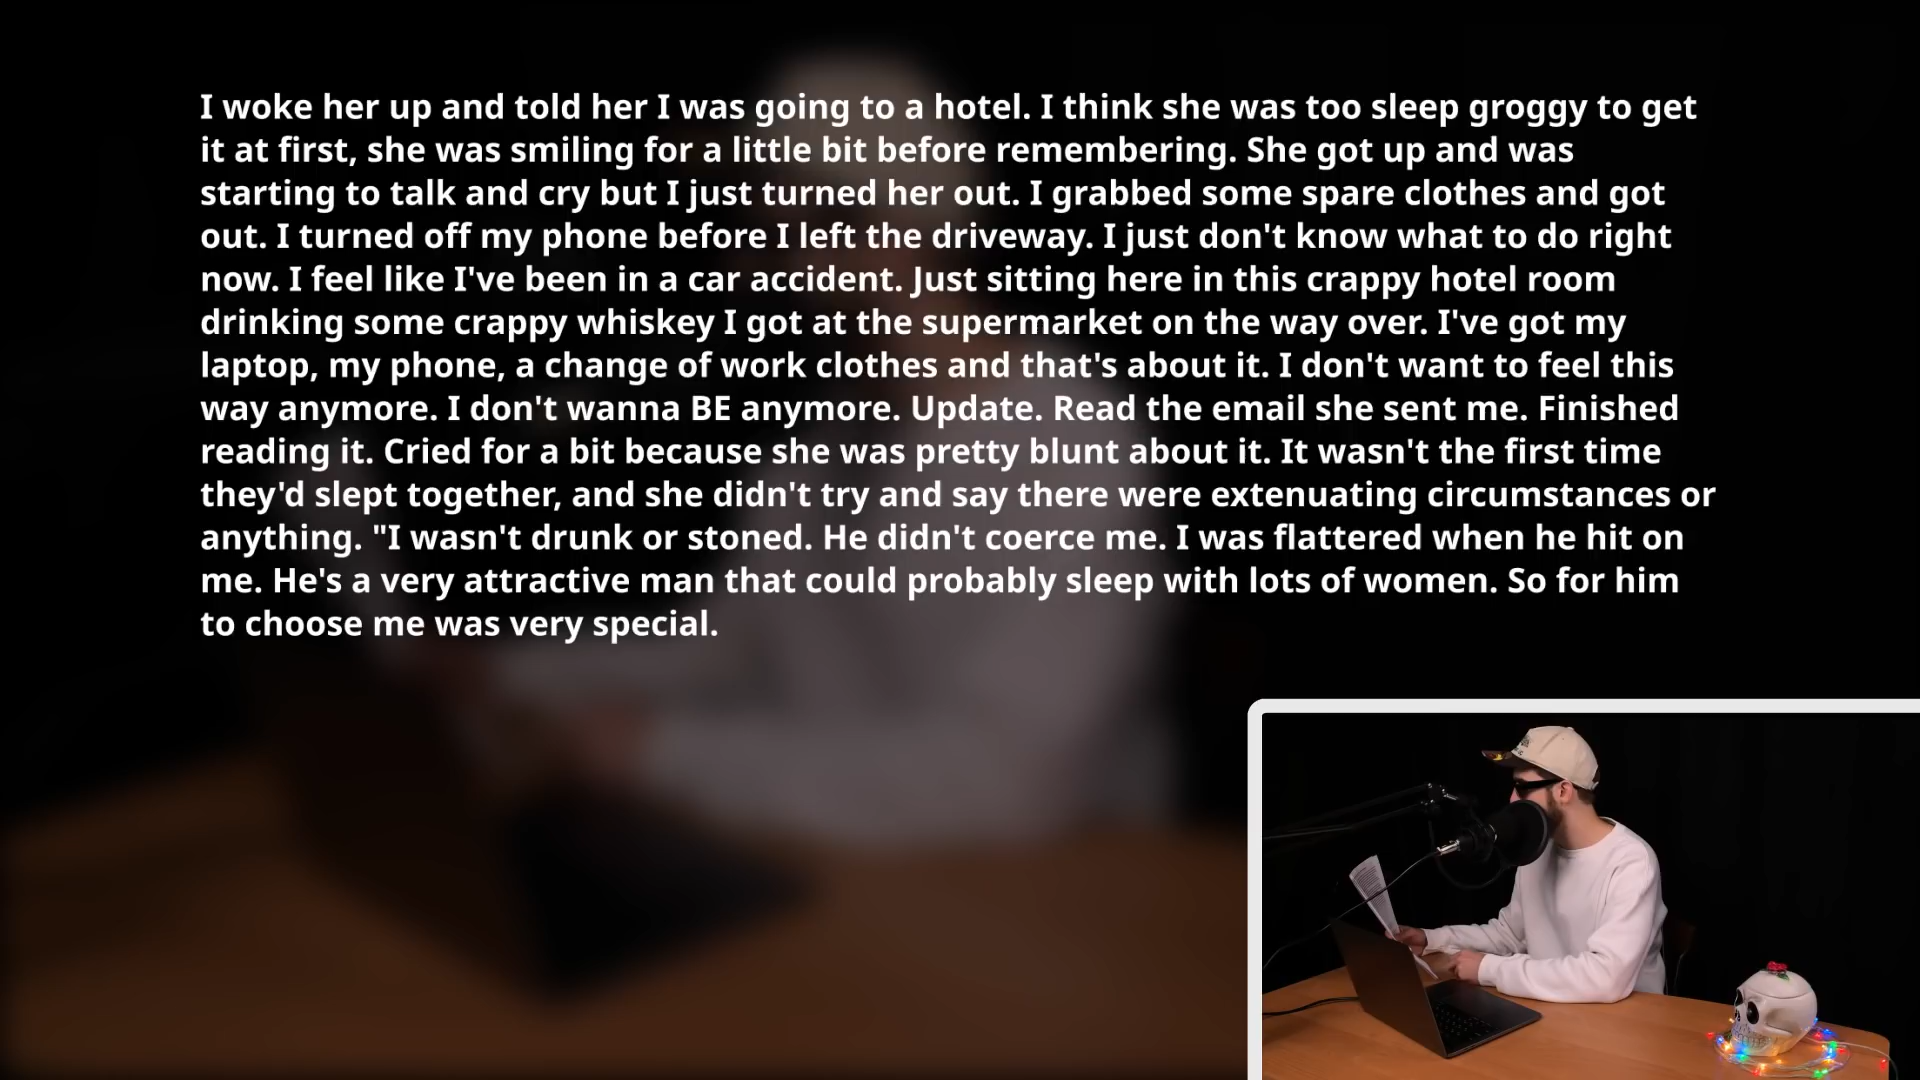 I woke her up and told her I was going to a hotel. I think she was too sleep groggy to get
it at first, she was smiling for a little bit before remembering. She got up and was
starting to talk and cry but I just turned her out. I grabbed some spare clothes and got
out. I turned off my phone before I left the driveway. I just don't know what to do right
now. I feel like I've been in a car accident. Just sitting here in this crappy hotel room
drinking some crappy whiskey I got at the supermarket on the way over. I've got my
laptop, my phone, a change of work clothes and that's about it. I don't want to feel this
way anymore. I don't wanna BE anymore. Update. Read the email she sent me. Finished
reading it. Cried for a bit because she was pretty blunt about it. It wasn't the first time
they'd slept together, and she didn't try and say there were extenuating circumstances or
anything. "I wasn't drunk or stoned. He didn't coerce me. I was flattered when he hit on
me. He's a very attractive man that could probably sleep with lots of women. So for him
to choose me was very special.